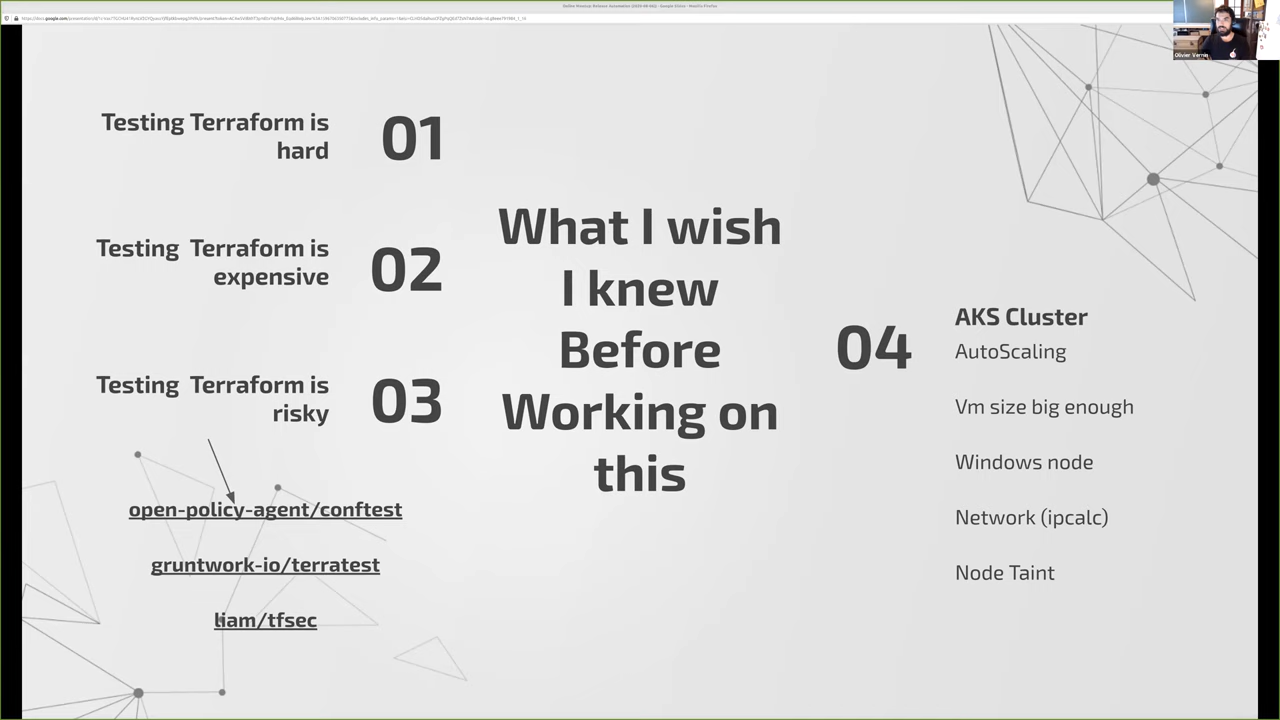 Testing Terraform is
hard
01
Testing Terraform is
expensive
02
Testing Terraform is
risky
03
open-policy-agent/conftest
gruntwork-io/terratest
liam/tfsec
What I wish
I knew
Before
Working on
this
04
AKS Cluster
AutoScaling
Vm size big enough
Windows node
Network (ipcalc)
Node Taint
Olivier Vernin